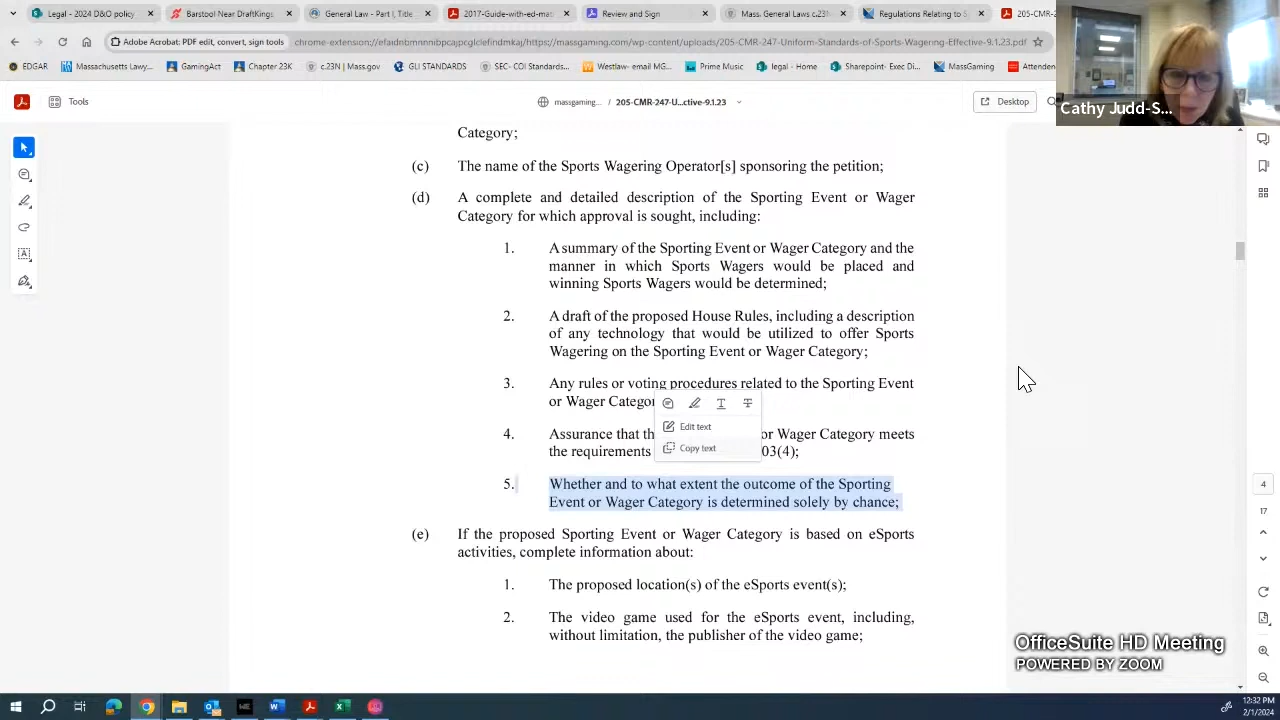 Legal - 2024 D&O policy
Barstool Near DraftKings
General Law - Part I, Title
2017-Guide-with-ed-mat
Review and Sign
Mass. General Laws c.23N
Regulations Relating to S
205-CMR-
Adobe Acrobat: PDF edit, convert, sign tools
chrome-extension://efaidnbmnnnibpcajpcglclefindmkaj/https://massgaming.com/wp-content/uploads/205-CMR-247-Uniform-Standards-of-Sports-Wagering-Effective-9.1.23.pdf
EDGAR
Massachusetts Lawy...
GamingAct
Chapter 23K
c.23N | Mass.gov
GLI STANDARDS
SEC- COI Standards
Westlaw- email MG...
Prime Music
legal - Home
Sharepoint- Exec Di...
MassGaming
Attenden
Cathy Judd-S...
Tools
massgaming... / 205-CMR-247-U...ctive-9.1.23
Desktop
Category;
(c) The name of the Sports Wagering Operator[s] sponsoring the petition;
(d) A complete and detailed description of the Sporting Event or Wager
Category for which approval is sought, including:
1. A summary of the Sporting Event or Wager Category and the
manner in which Sports Wagers would be placed and
winning Sports Wagers would be determined;
2. A draft of the proposed House Rules, including a description
of any technology that would be utilized to offer Sports
Wagering on the Sporting Event or Wager Category;
3. Any rules or voting procedures related to the Sporting Event
or Wager Categor
Edit text
4. Assurance that th or Wager Category meets
Copy text
the requirements 03(4);
5. Whether and to what extent the outcome of the Sporting
Event or Wager Category is determined solely by chance;
(e) If the proposed Sporting Event or Wager Category is based on eSports
activities, complete information about:
1. The proposed location(s) of the eSports event(s);
2. The video game used for the eSports event, including,
without limitation, the publisher of the video game;
4
17
OfficeSuite HD Meeting
POWERED BY ZOOM
12:32 PM
2/1/2024